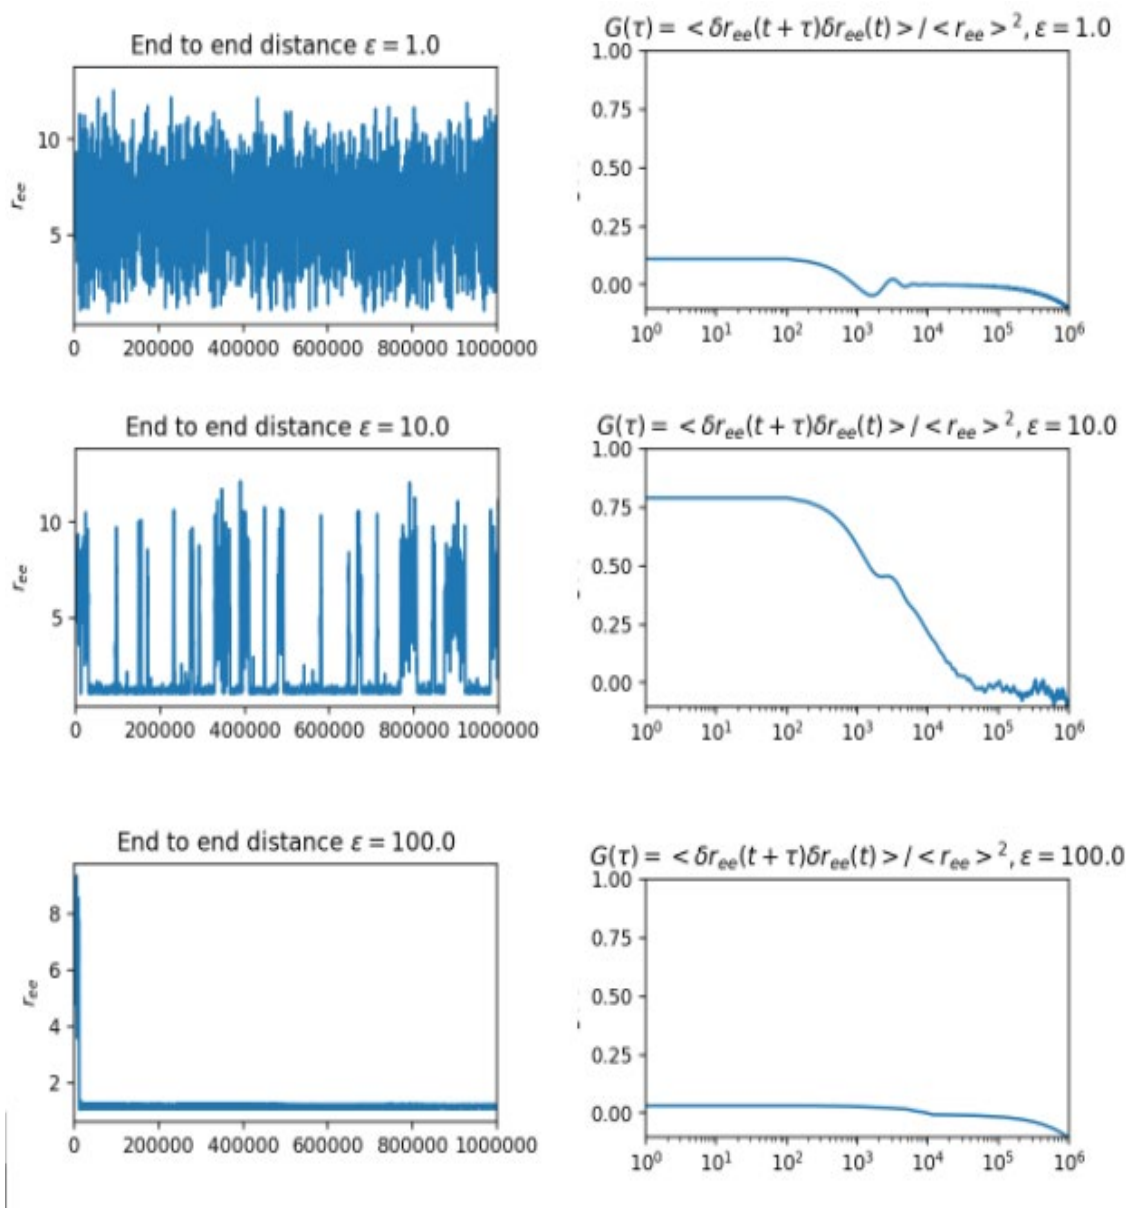 End to end distance ε = 1.0
r_ee
10
5
0 200000 400000 600000 800000 1000000
G(τ) = < δr_ee(t + τ)δr_ee(t) > / < r_ee >², ε = 1.0
1.00
0.75
0.50
0.25
0.00
10⁰ 10¹ 10² 10³ 10⁴ 10⁵ 10⁶
End to end distance ε = 10.0
r_ee
10
5
0 200000 400000 600000 800000 1000000
G(τ) = < δr_ee(t + τ)δr_ee(t) > / < r_ee >², ε = 10.0
1.00
0.75
0.50
0.25
0.00
10⁰ 10¹ 10² 10³ 10⁴ 10⁵ 10⁶
End to end distance ε = 100.0
r_ee
8
6
4
2
0 200000 400000 600000 800000 1000000
G(τ) = < δr_ee(t + τ)δr_ee(t) > / < r_ee >², ε = 100.0
1.00
0.75
0.50
0.25
0.00
10⁰ 10¹ 10² 10³ 10⁴ 10⁵ 10⁶